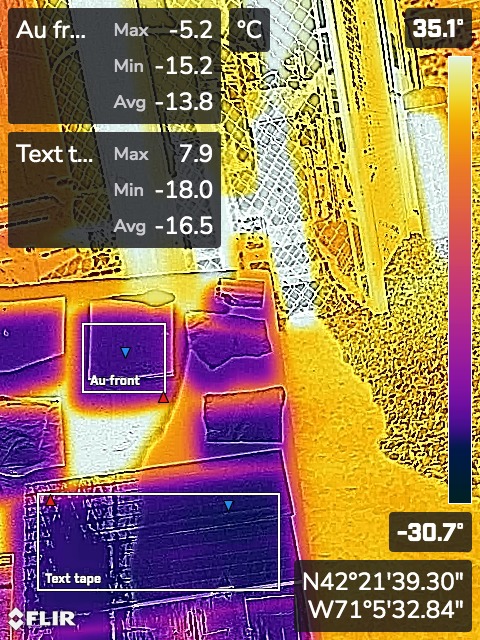 Au fr... Max -5.2 °C
Min -15.2
Avg -13.8
Text t... Max 7.9
Min -18.0
Avg -16.5
35.1°
Au front
Text tape
-30.7°
N42°21'39.30"
W71°5'32.84"
FLIR